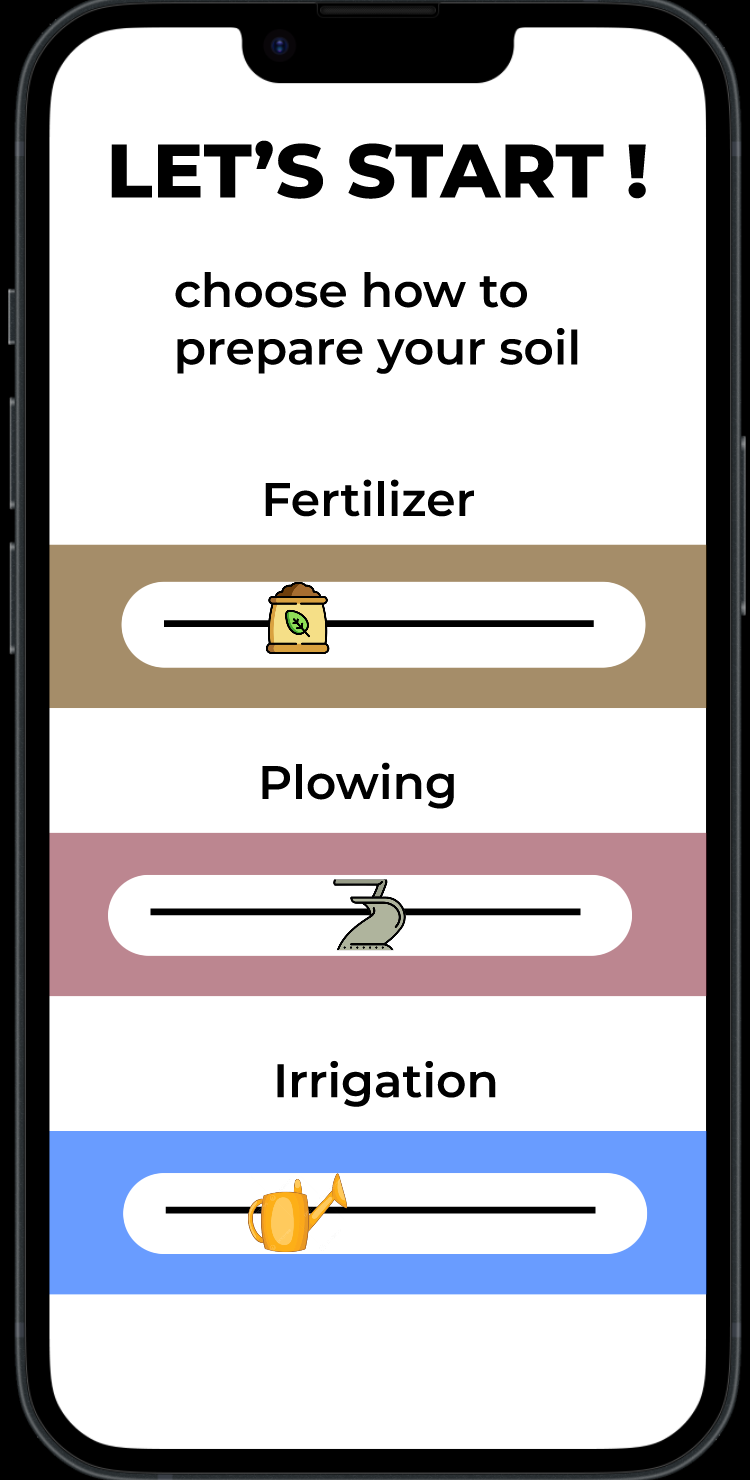 LET’S START !
choose how to
prepare your soil
Fertilizer
Plowing
Irrigation